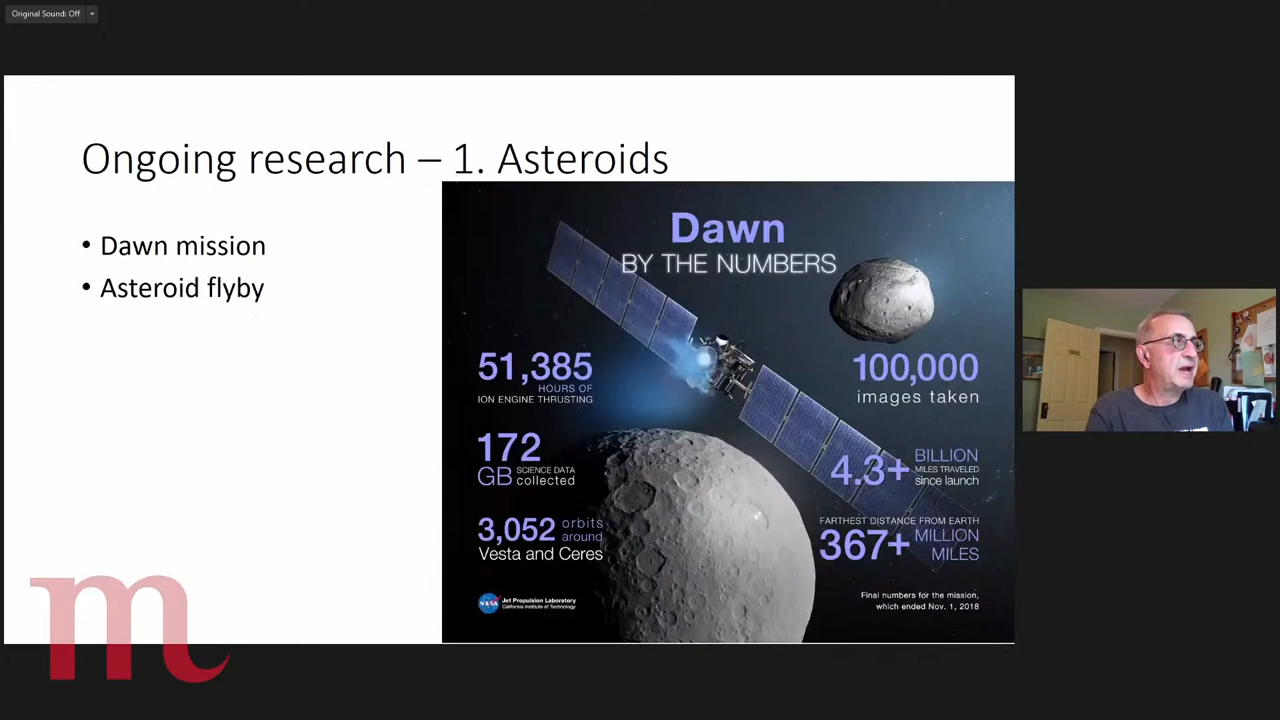 Original Sound: Off
Ongoing research – 1. Asteroids
• Dawn mission
• Asteroid flyby
Dawn
BY THE NUMBERS
51,385
HOURS OF
ION ENGINE THRUSTING
172
GB SCIENCE DATA
collected
3,052 orbits
around
Vesta and Ceres
100,000
images taken
4.3+ BILLION
MILES TRAVELED
since launch
FARTHEST DISTANCE FROM EARTH
367+ MILLION
MILES
NASA
Jet Propulsion Laboratory
California Institute of Technology
Final numbers for the mission,
which ended Nov. 1, 2018
m